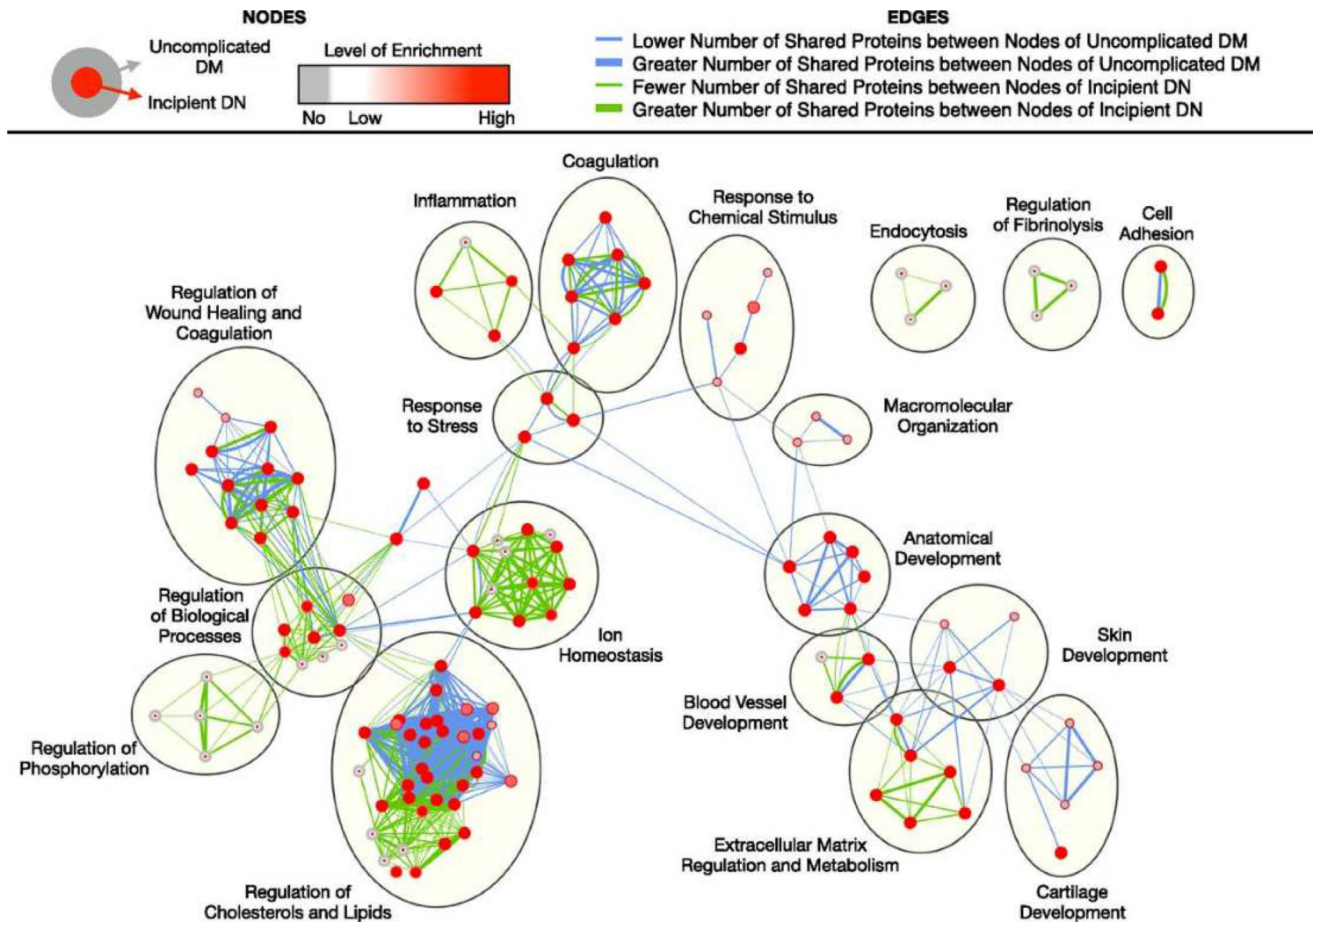 NODES
EDGES
Uncomplicated
DM
Incipient DN
Level of Enrichment
No Low High
Lower Number of Shared Proteins between Nodes of Uncomplicated DM
Greater Number of Shared Proteins between Nodes of Uncomplicated DM
Fewer Number of Shared Proteins between Nodes of Incipient DN
Greater Number of Shared Proteins between Nodes of Incipient DN
Coagulation
Inflammation
Response to
Chemical Stimulus
Endocytosis
Regulation
of Fibrinolysis
Cell
Adhesion
Regulation of
Wound Healing and
Coagulation
Response
to Stress
Macromolecular
Organization
Anatomical
Development
Regulation
of Biological
Processes
Ion
Homeostasis
Skin
Development
Blood Vessel
Development
Regulation of
Phosphorylation
Extracellular Matrix
Regulation and Metabolism
Regulation of
Cholesterols and Lipids
Cartilage
Development